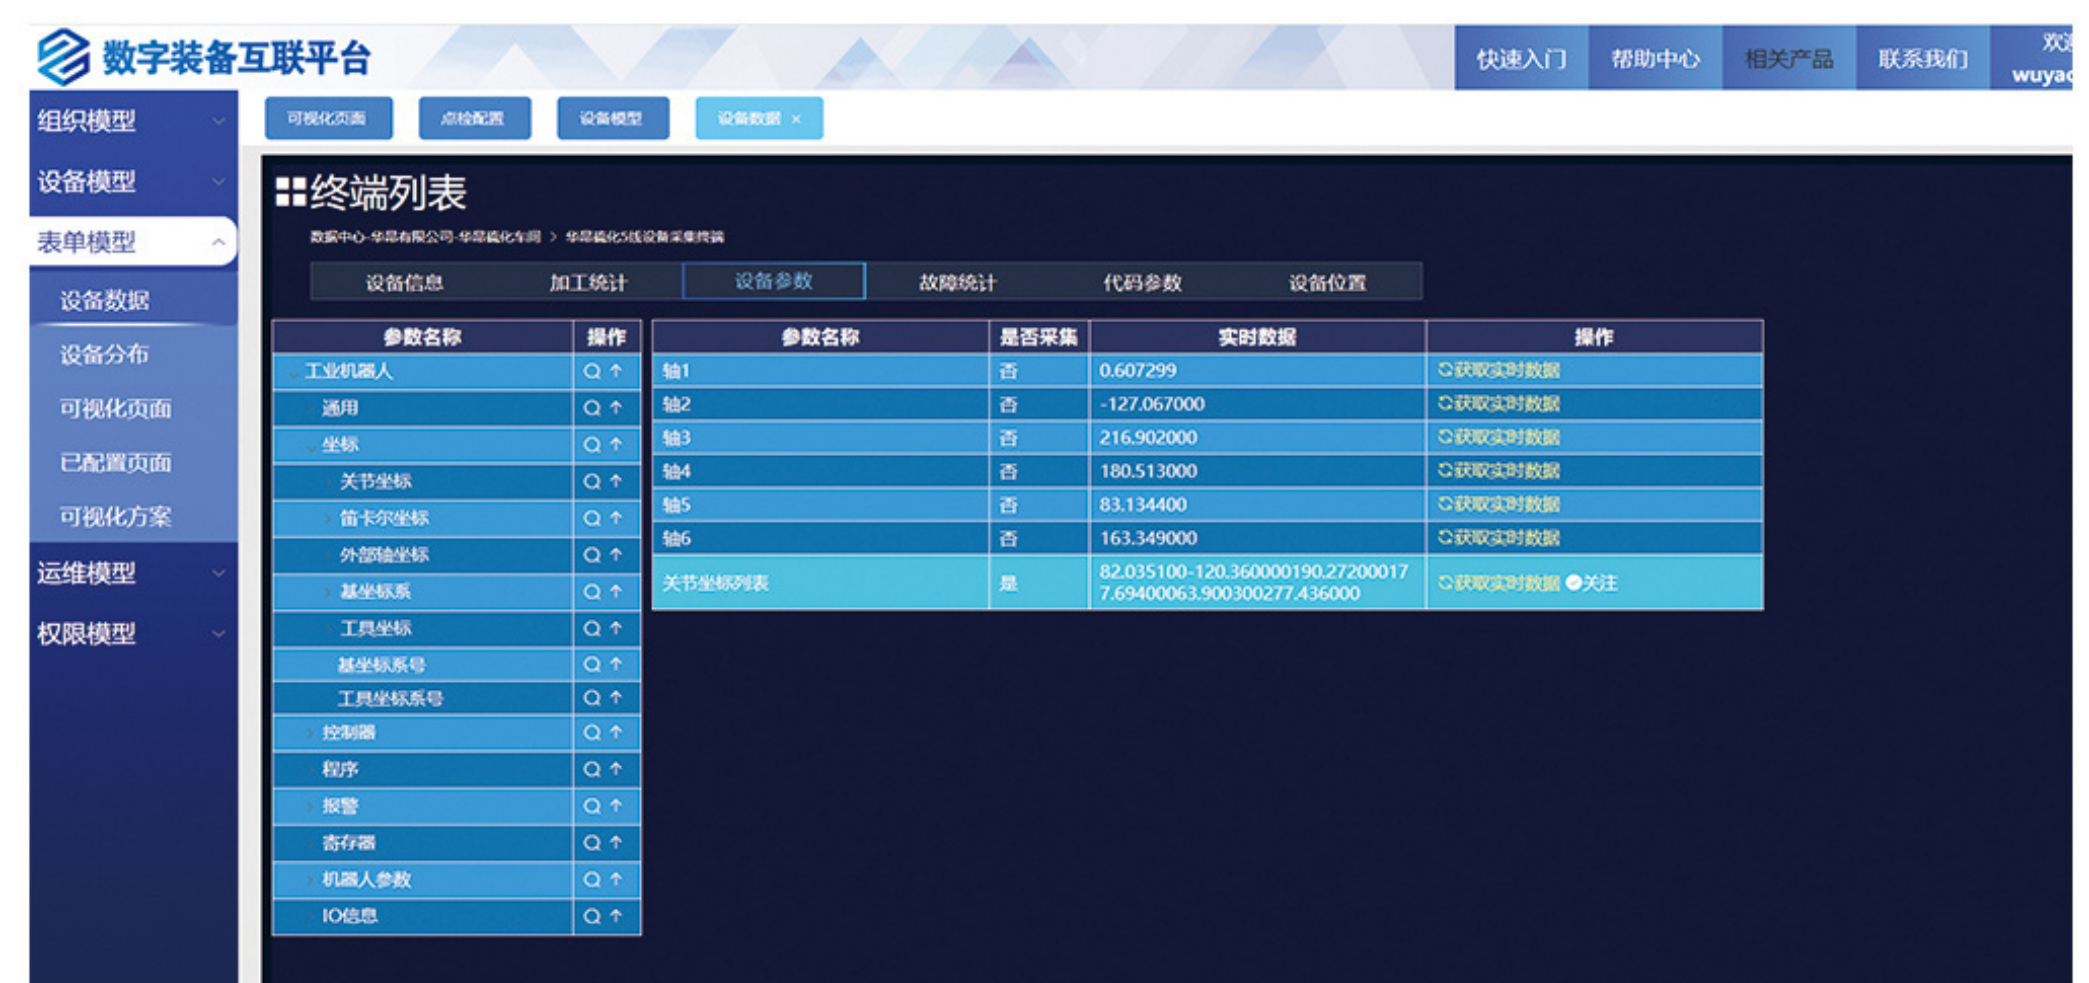 数字装备互联平台
快速入门 帮助中心 相关产品 联系我们
组织模型
设备模型
表单模型
设备数据
设备分布
可视化页面
已配置页面
可视化方案
运维模型
权限模型
可视化页面 点检配置 设备模型 设备数据 ×
终端列表
设备信息 加工统计 设备参数 故障统计 代码参数 设备位置
参数名称 操作
工业机器人
通用
坐标
关节坐标
笛卡尔坐标
外部轴坐标
基坐标系
工具坐标
基坐标系号
工具坐标系号
控制器
程序
报警
寄存器
机器人参数
IO信息
参数名称 是否采集 实时数据 操作
轴1 否 0.607299 获取实时数据
轴2 否 -127.067000 获取实时数据
轴3 否 216.902000 获取实时数据
轴4 否 180.513000 获取实时数据
轴5 否 83.134400 获取实时数据
轴6 否 163.349000 获取实时数据
关节坐标列表 是 82.035100-120.360000190.27200017
7.69400063.900300277.436000 获取实时数据 关注